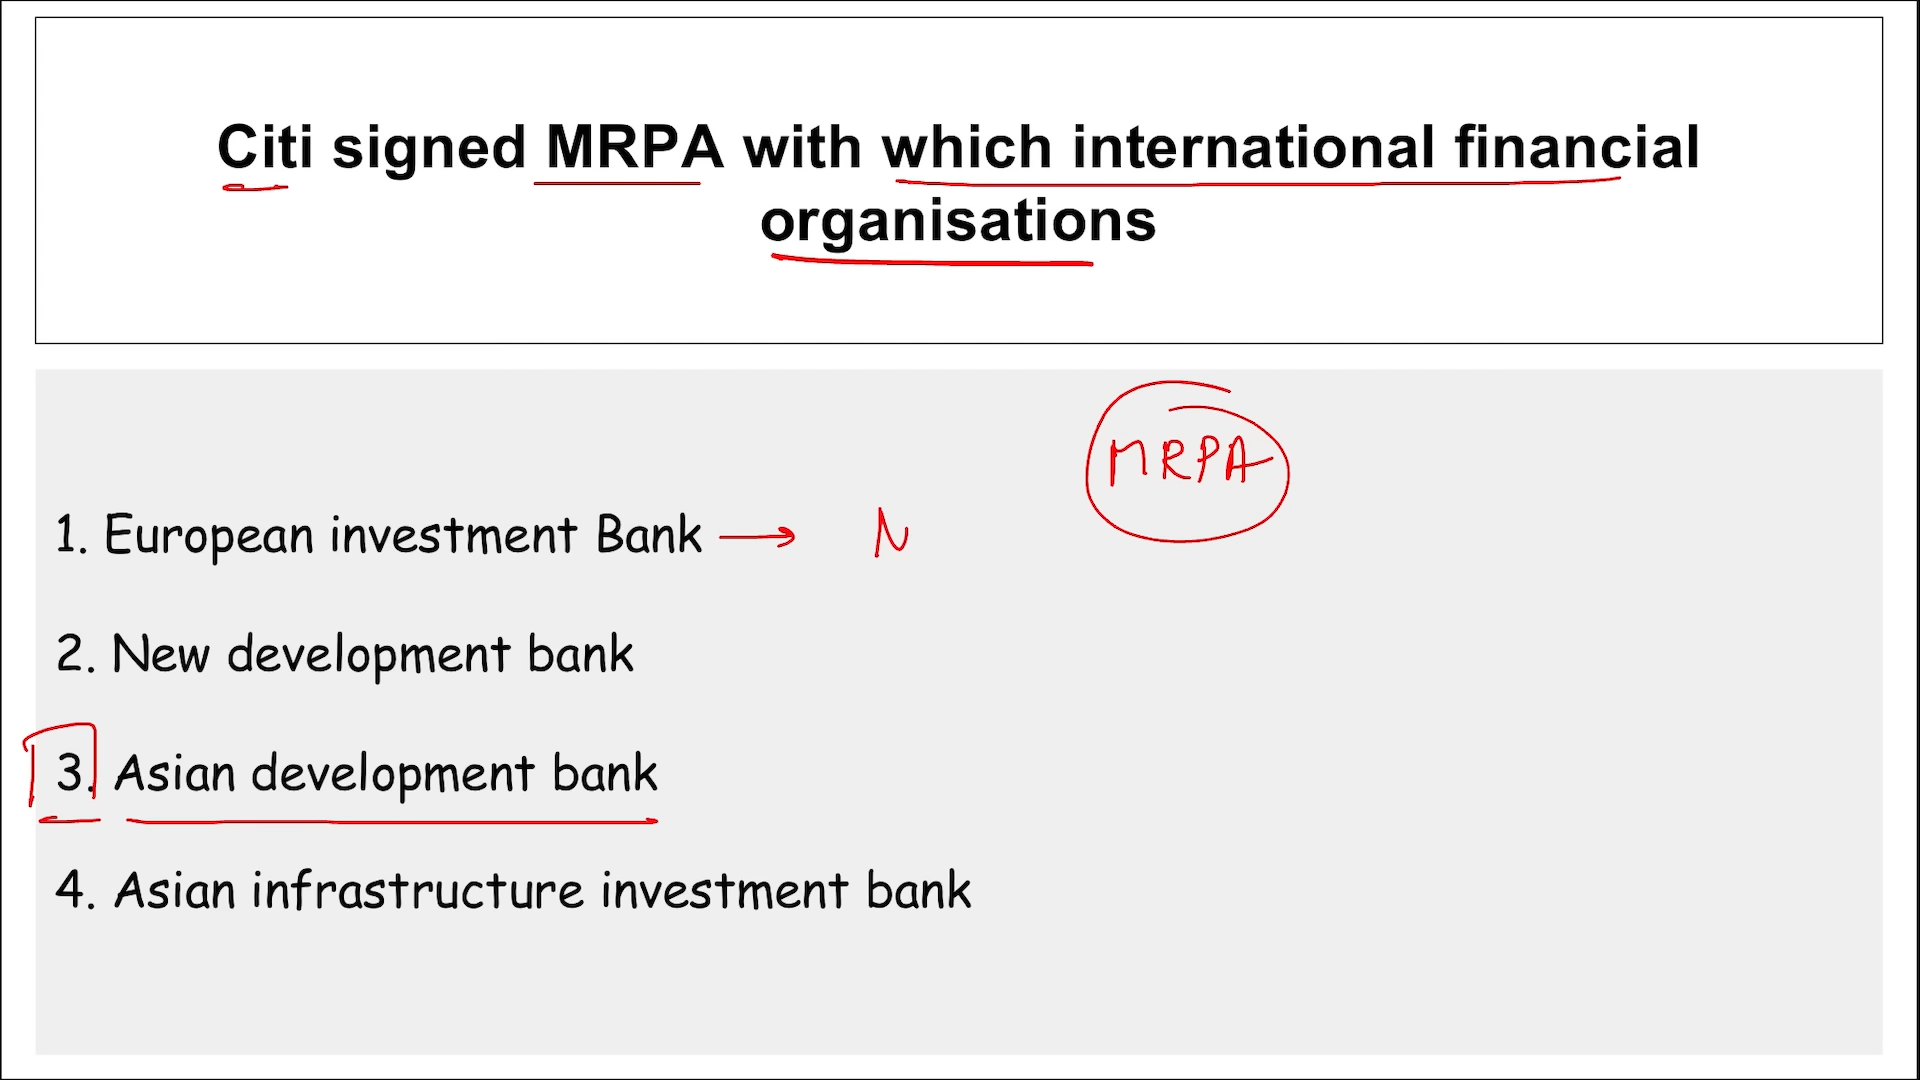 Citi signed MRPA with which international financial
organisations
MRPA
1. European investment Bank → N
2. New development bank
3. Asian development bank
4. Asian infrastructure investment bank